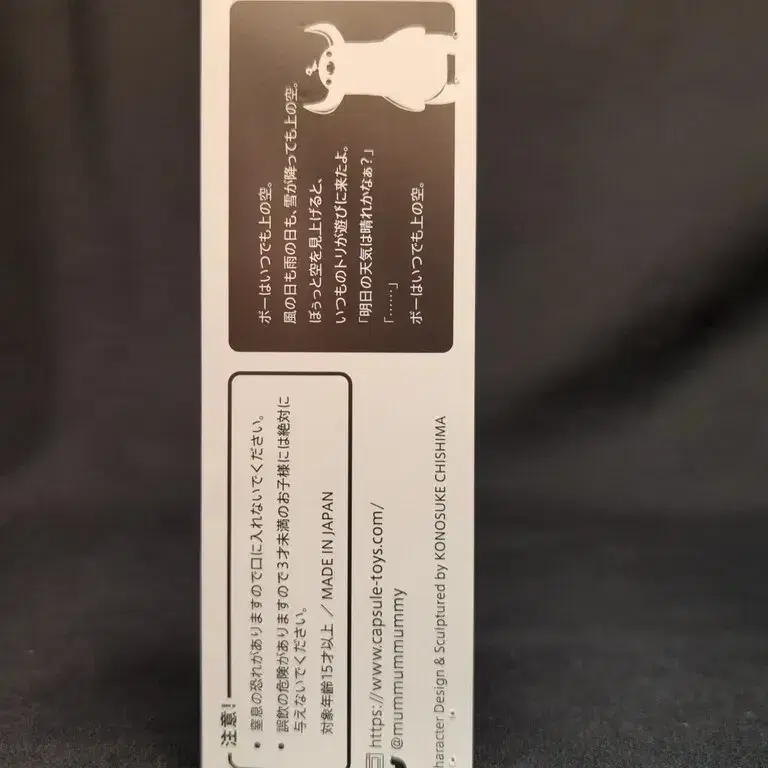 ボーはいつでも上の空。
風の日も雨の日も、雪が降っても上の空。
ぼぅっと空を見上げると、
いつものトリが遊びに来たよ。
「明日の天気は晴れかなぁ？」
「……」
ボーはいつでも上の空。
注意！
• 窒息の恐れがありますので口に入れないでください。
• 誤飲の危険がありますので3才未満のお子様には絶対に
与えないでください。
対象年齢15才以上 / MADE IN JAPAN
https://www.capsule-toys.com/
@mummummummy
haracter Design & Sculptured by KONOSUKE CHISHIMA